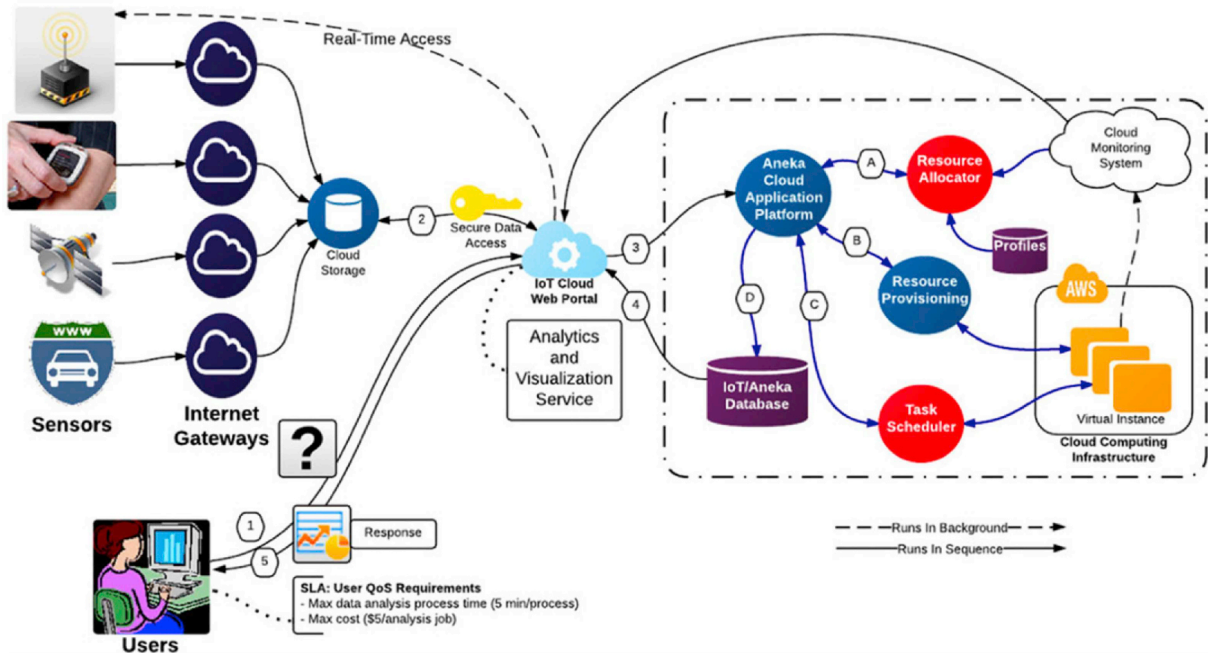 Real-Time Access
Cloud
Monitoring
System
Aneka
Cloud
Application
Platform
A
Resource
Allocator
2
Secure Data
Access
3
Profiles
Cloud
Storage
IoT Cloud
Web Portal
B
Resource
Provisioning
AWS
4
D
C
WWW
Analytics
and
Visualization
Service
IoT/Aneka
Database
Task
Scheduler
Virtual Instance
Cloud Computing
Infrastructure
Sensors
Internet
Gateways
?
1
Response
5
Runs In Background
Runs In Sequence
SLA: User QoS Requirements
- Max data analysis process time (5 min/process)
- Max cost ($5/analysis job)
Users